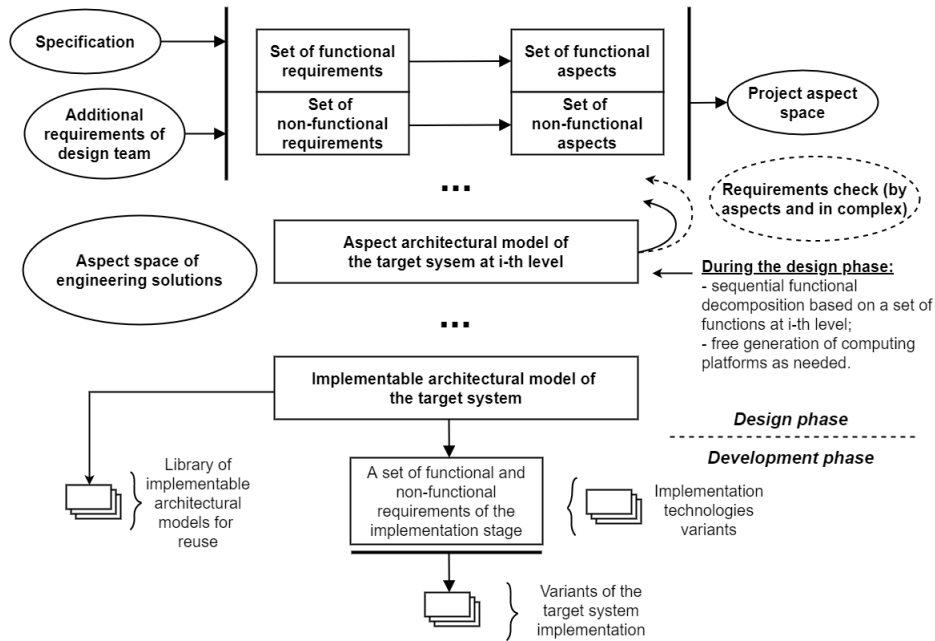 Specification
Additional
requirements of
design team
Set of functional
requirements
Set of functional
aspects
Set of
non-functional
requirements
Set of
non-functional
aspects
Project aspect
space
...
Requirements check (by
aspects and in complex)
Aspect space of
engineering solutions
Aspect architectural model of
the target sysem at i-th level
During the design phase:
- sequential functional
decomposition based on a set of
functions at i-th level;
- free generation of computing
platforms as needed.
...
Implementable architectural model of
the target system
Design phase
Development phase
Library of
implementable
architectural
models for
reuse
A set of functional and
non-functional
requirements of the
implementation stage
Implementation
technologies
variants
Variants of the
target system
implementation